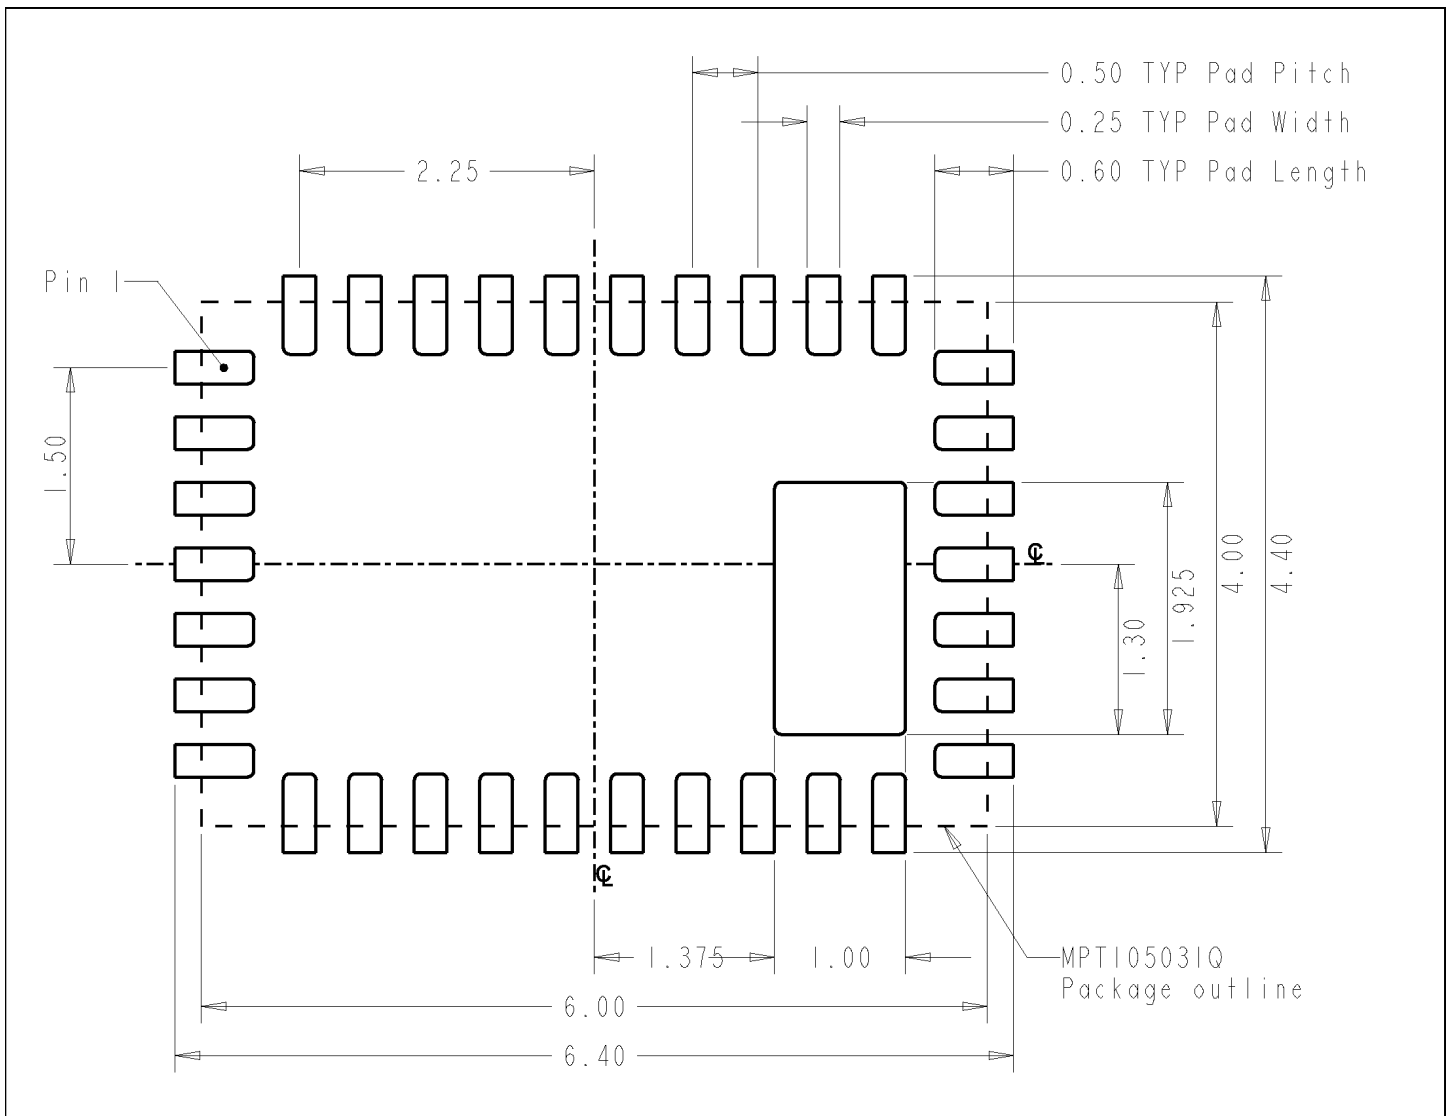 0.50 TYP Pad Pitch
0.25 TYP Pad Width
0.60 TYP Pad Length
2.25
Pin 1
1.50
℄
4.00
4.40
1.925
1.30
℄
1.375
1.00
MPT10503IQ
Package outline
6.00
6.40